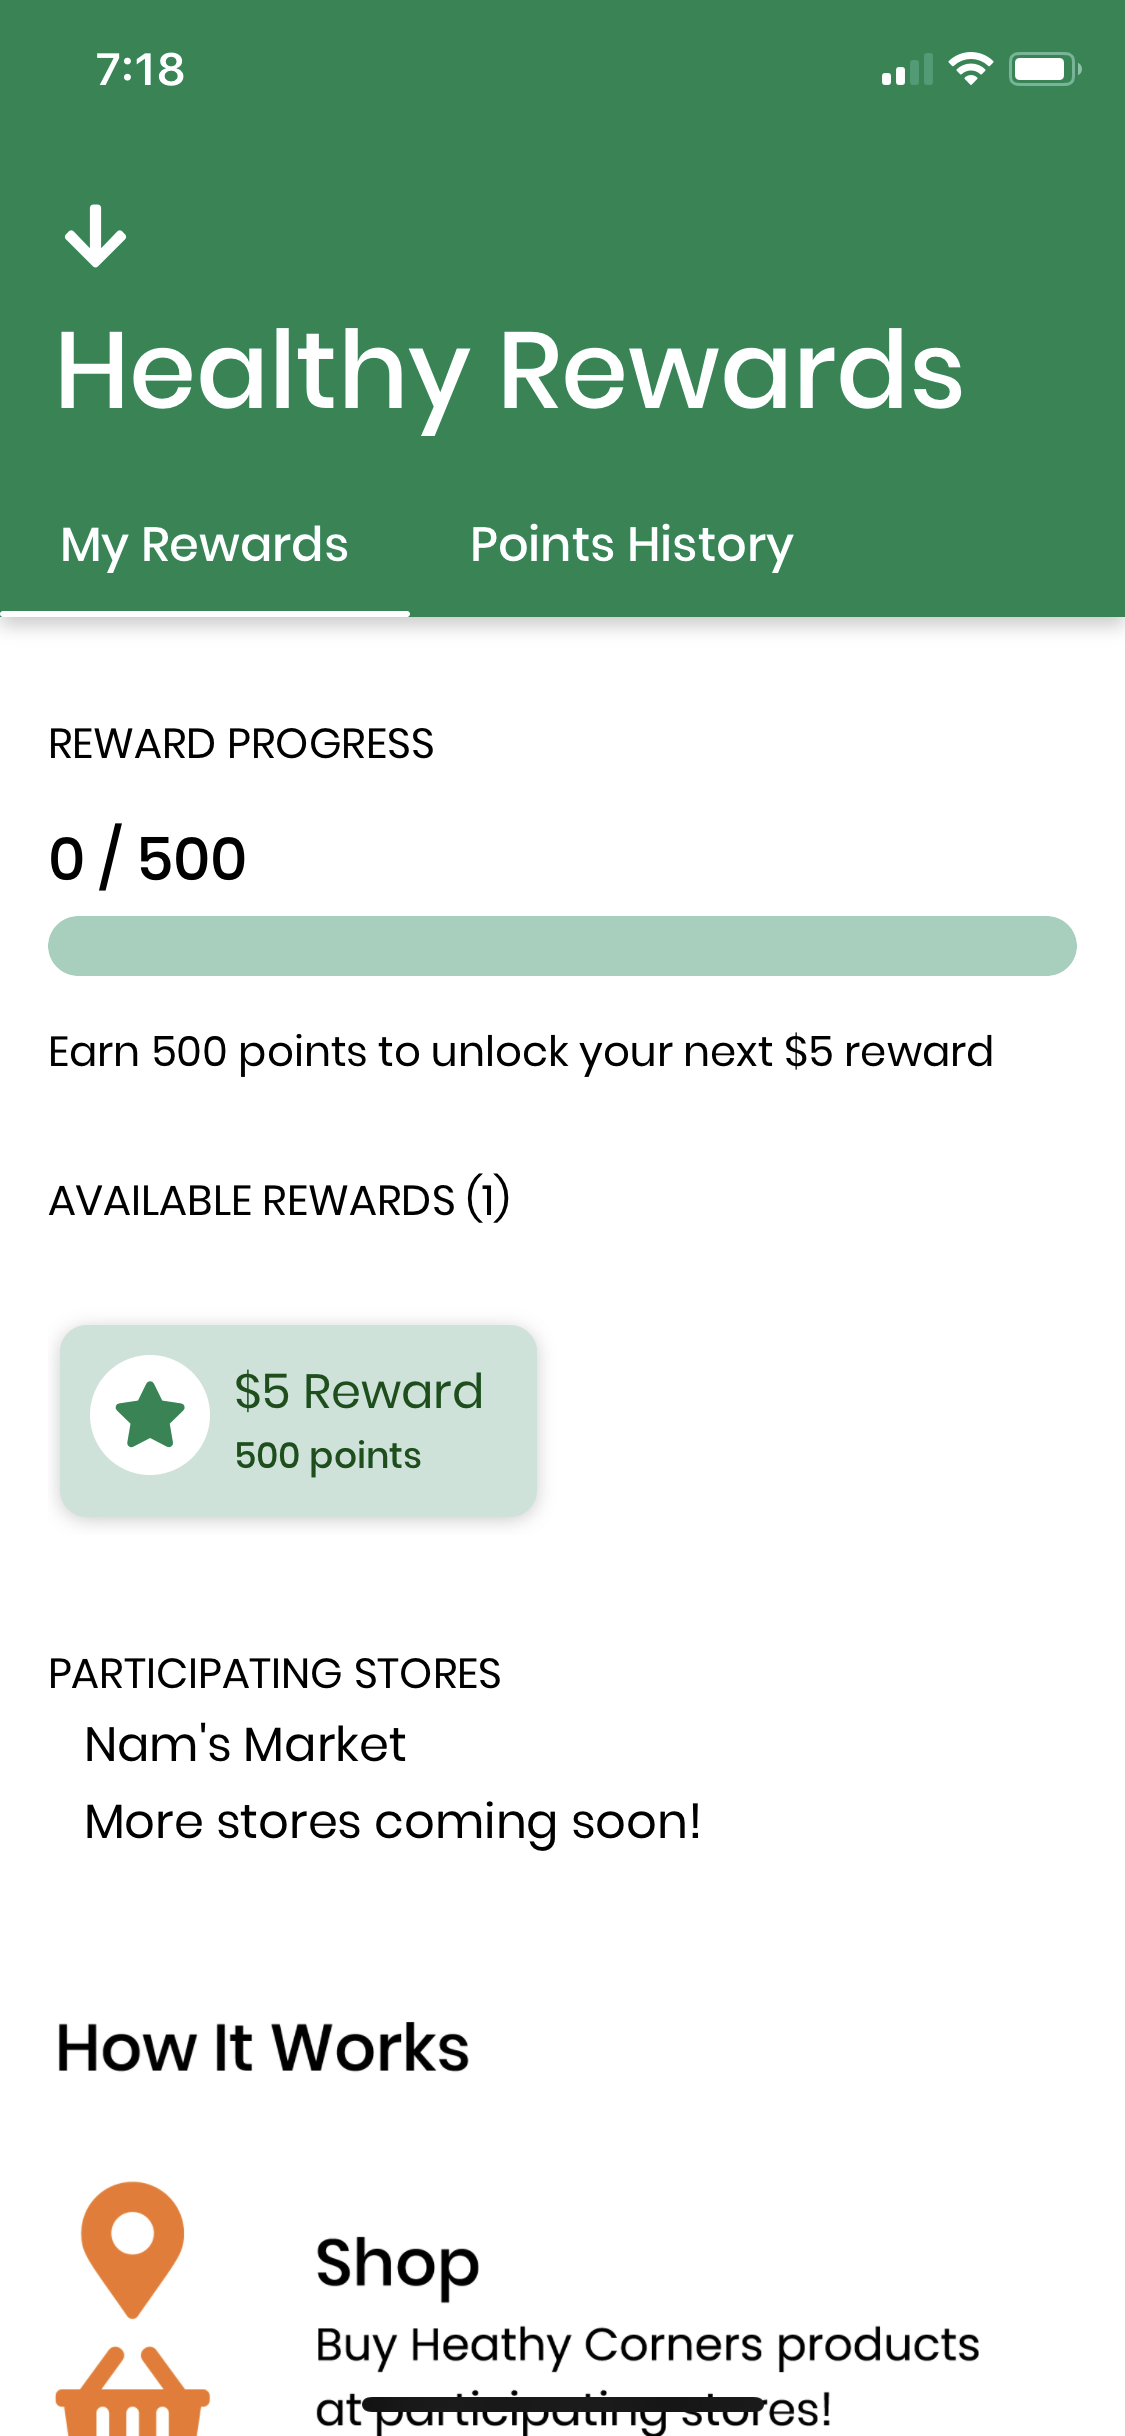 7:18
Healthy Rewards
My Rewards Points History
REWARD PROGRESS
0 / 500
Earn 500 points to unlock your next $5 reward
AVAILABLE REWARDS (1)
$5 Reward
500 points
PARTICIPATING STORES
Nam's Market
More stores coming soon!
How It Works
Shop
Buy Heathy Corners products
at participating stores!